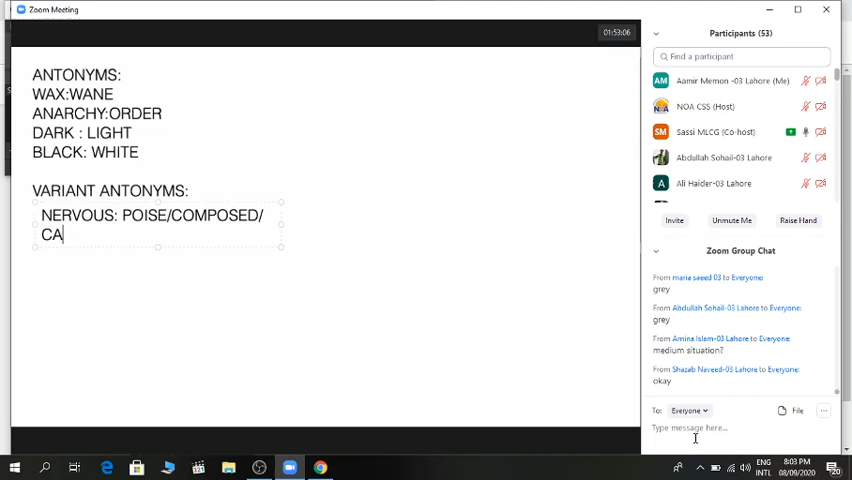 Zoom Meeting
01:53:06
ANTONYMS:
WAX:WANE
ANARCHY:ORDER
DARK : LIGHT
BLACK: WHITE
VARIANT ANTONYMS:
NERVOUS: POISE/COMPOSED/
CA
Participants (53)
Find a participant
AM Aamir Memon -03 Lahore (Me)
NOA NOA CSS (Host)
SM Sassi MLCG (Co-host)
Abdullah Sohail-03 Lahore
A Ali Haider-03 Lahore
Invite
Unmute Me
Raise Hand
Zoom Group Chat
From maria saeed 03 to Everyone:
grey
From Abdullah Sohail-03 Lahore to Everyone:
grey
From Amina Islam-03 Lahore to Everyone:
medium situation?
From Shazab Naveed-03 Lahore to Everyone:
okay
To: Everyone
File
Type message here...
ENG
INTL
8:03 PM
08/09/2020
20